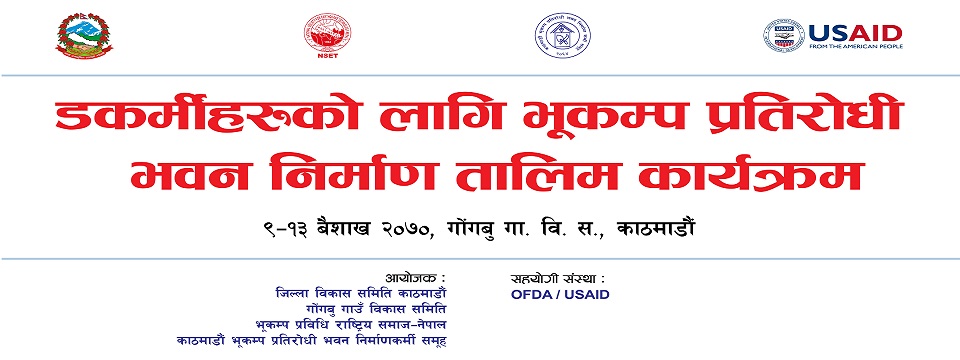 NSET
USAID
FROM THE AMERICAN PEOPLE
डकर्मीहरुको लागि भूकम्प प्रतिरोधी
भवन निर्माण तालिम कार्यक्रम
९-१३ बैशाख २०७०, गोंगबु गा. वि. स., काठमाडौं
आयोजक :
जिल्ला विकास समिति काठमाडौं
गोंगबु गाउँ विकास समिति
भूकम्प प्रविधि राष्ट्रिय समाज-नेपाल
काठमाडौं भूकम्प प्रतिरोधी भवन निर्माणकर्मी समूह
सहयोगी संस्था :
OFDA / USAID